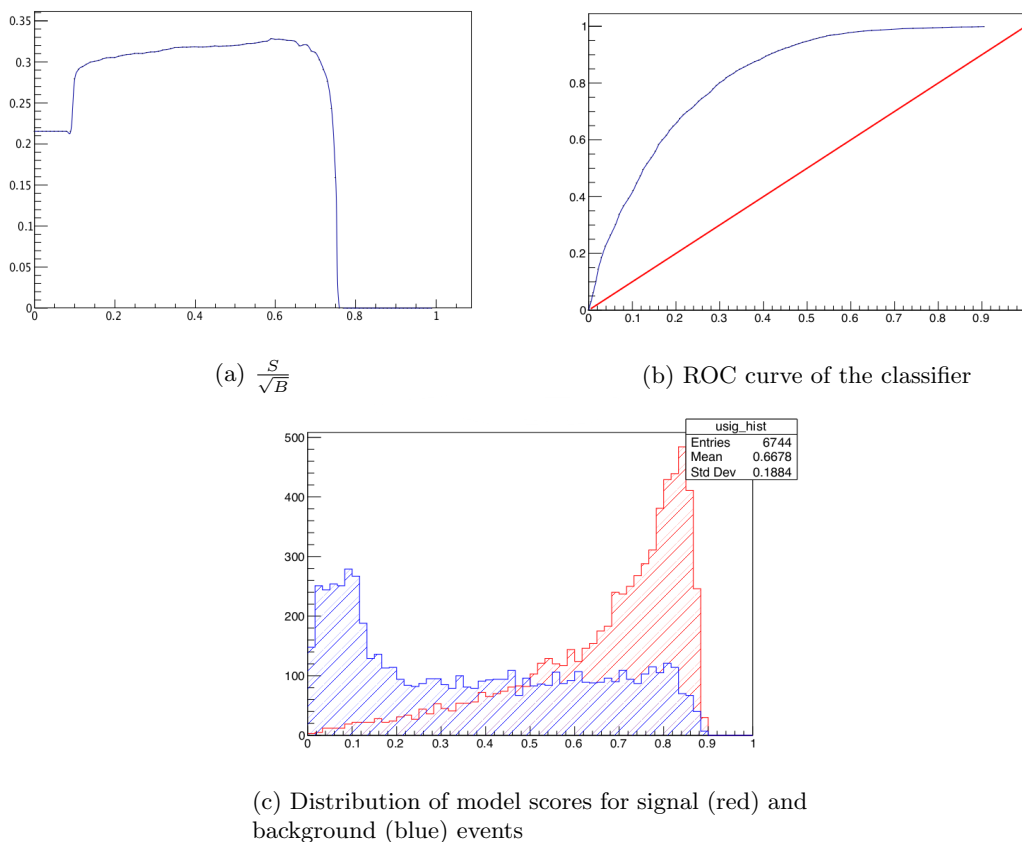 0.35
0.3
0.25
0.2
0.15
0.1
0.05
0
0 0.2 0.4 0.6 0.8 1
(a) S/√B
1
0.8
0.6
0.4
0.2
0
0 0.1 0.2 0.3 0.4 0.5 0.6 0.7 0.8 0.9
(b) ROC curve of the classifier
usig_hist
Entries 6744
Mean 0.6678
Std Dev 0.1884
500
400
300
200
100
0
0 0.1 0.2 0.3 0.4 0.5 0.6 0.7 0.8 0.9 1
(c) Distribution of model scores for signal (red) and
background (blue) events